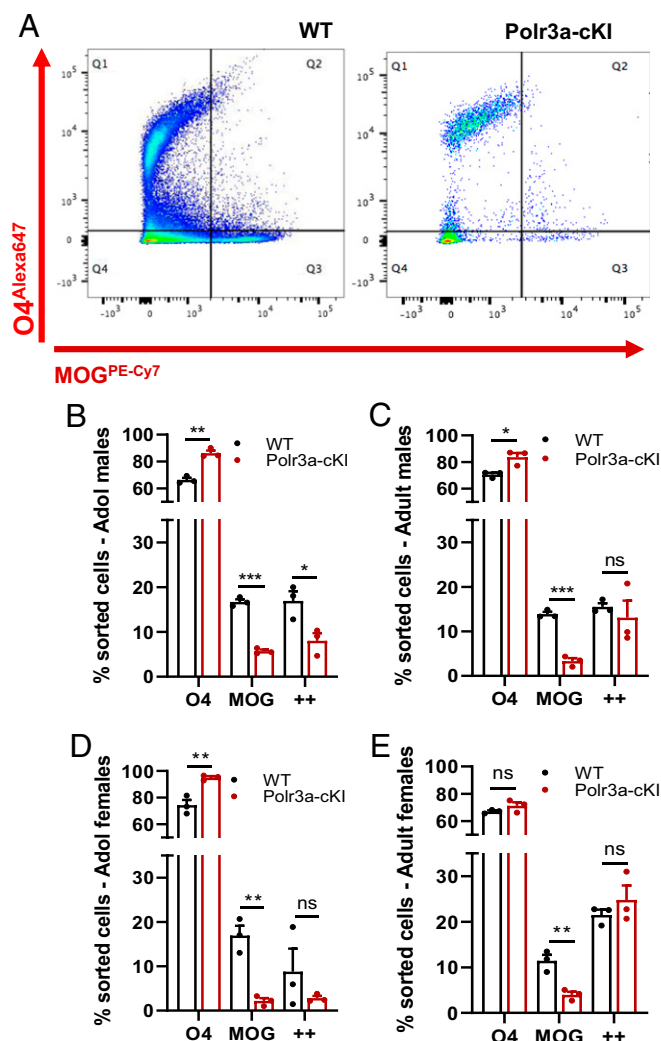 A
WT
Polr3a-cKI
Q1
Q2
Q4
Q3
10^5
10^4
10^3
0
-10^3
-10^3
0
10^3
10^4
10^5
Q1
Q2
Q4
Q3
10^5
10^4
10^3
0
-10^3
-10^3
0
10^3
10^4
10^5
O4^Alexa647
MOG^PE-Cy7
B
% sorted cells - Adol males
100
80
60
30
20
10
0
**
***
*
WT
Polr3a-cKI
O4 MOG ++
C
% sorted cells - Adult males
100
80
60
30
20
10
0
*
***
ns
WT
Polr3a-cKI
O4 MOG ++
D
% sorted cells - Adol females
100
80
60
30
20
10
0
**
**
ns
WT
Polr3a-cKI
O4 MOG ++
E
% sorted cells - Adult females
100
80
60
30
20
10
0
ns
**
ns
WT
Polr3a-cKI
O4 MOG ++